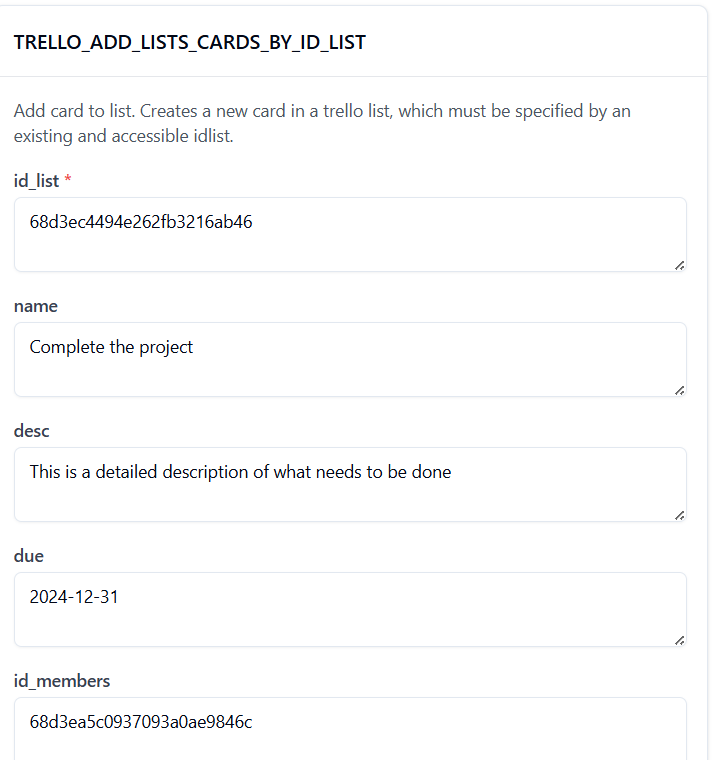 TRELLO_ADD_LISTS_CARDS_BY_ID_LIST
Add card to list. Creates a new card in a trello list, which must be specified by an
existing and accessible idlist.
id_list *
68d3ec4494e262fb3216ab46
name
Complete the project
desc
This is a detailed description of what needs to be done
due
2024-12-31
id_members
68d3ea5c0937093a0ae9846c